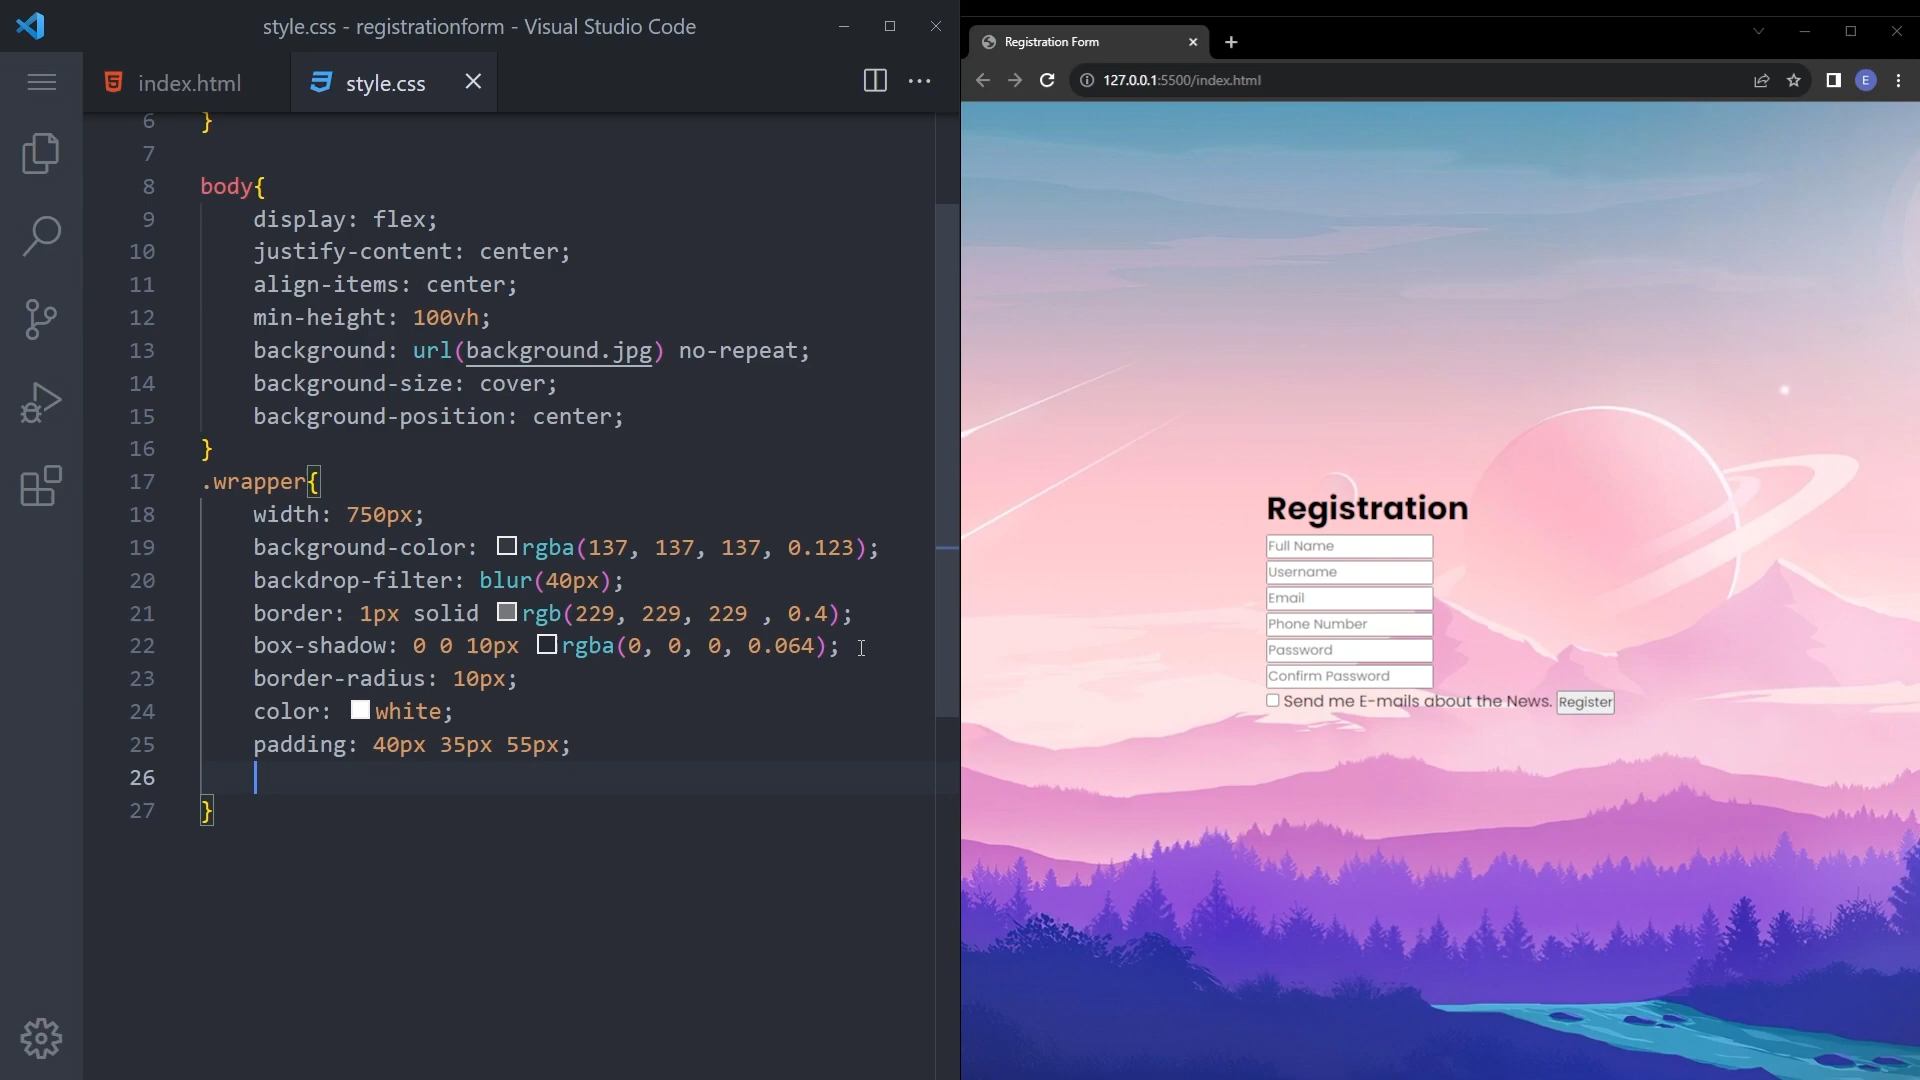 style.css - registrationform - Visual Studio Code
index.html
style.css
6 }
7
8 body{
9 display: flex;
10 justify-content: center;
11 align-items: center;
12 min-height: 100vh;
13 background: url(background.jpg) no-repeat;
14 background-size: cover;
15 background-position: center;
16 }
17 .wrapper{
18 width: 750px;
19 background-color: rgba(137, 137, 137, 0.123);
20 backdrop-filter: blur(40px);
21 border: 1px solid rgb(229, 229, 229 , 0.4);
22 box-shadow: 0 0 10px rgba(0, 0, 0, 0.064);
23 border-radius: 10px;
24 color: white;
25 padding: 40px 35px 55px;
26
27 }
Registration Form
127.0.0.1:5500/index.html
E
Registration
Full Name
Username
Email
Phone Number
Password
Confirm Password
Send me E-mails about the News. Register